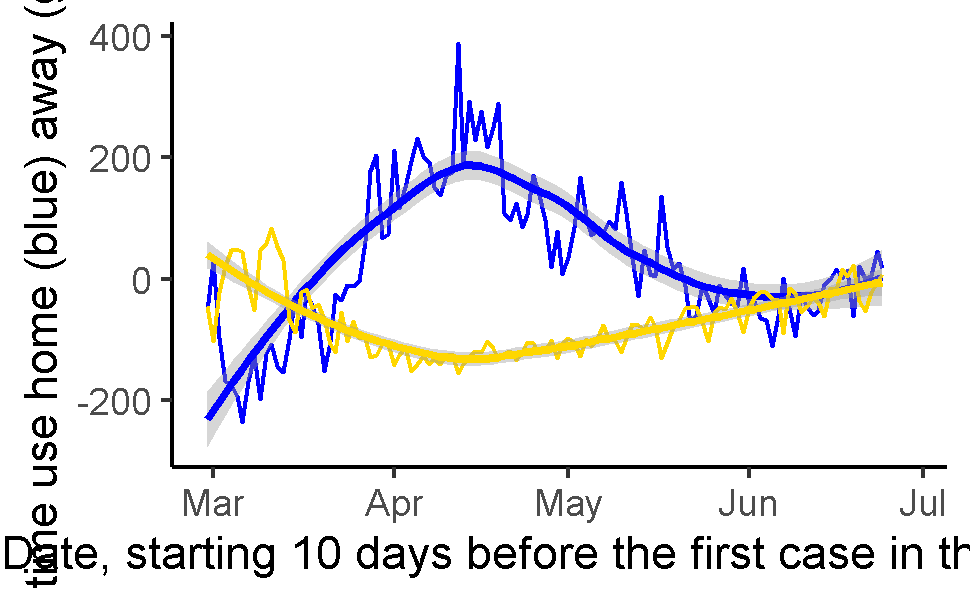 time use home (blue) away (
400
200
0
-200
Mar Apr May Jun Jul
Date, starting 10 days before the first case in th